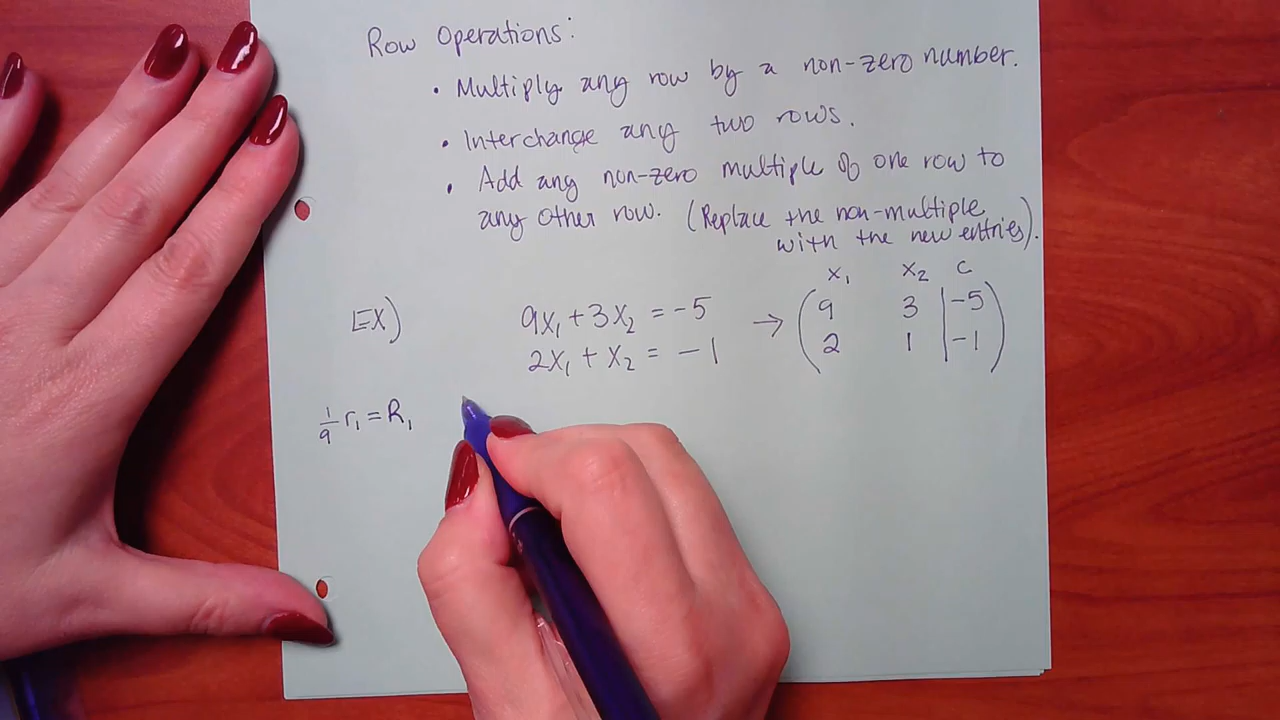 Row Operations:
• Multiply any row by a non-zero number.
• Interchange any two rows.
• Add any non-zero multiple of one row to
any other row. (Replace the non-multiple
with the new entries).
x₁ x₂ c
EX) 9x₁ + 3x₂ = -5 → ( 9 3 | -5 )
2x₁ + x₂ = -1 ( 2 1 | -1 )
1/9 r₁ = R₁